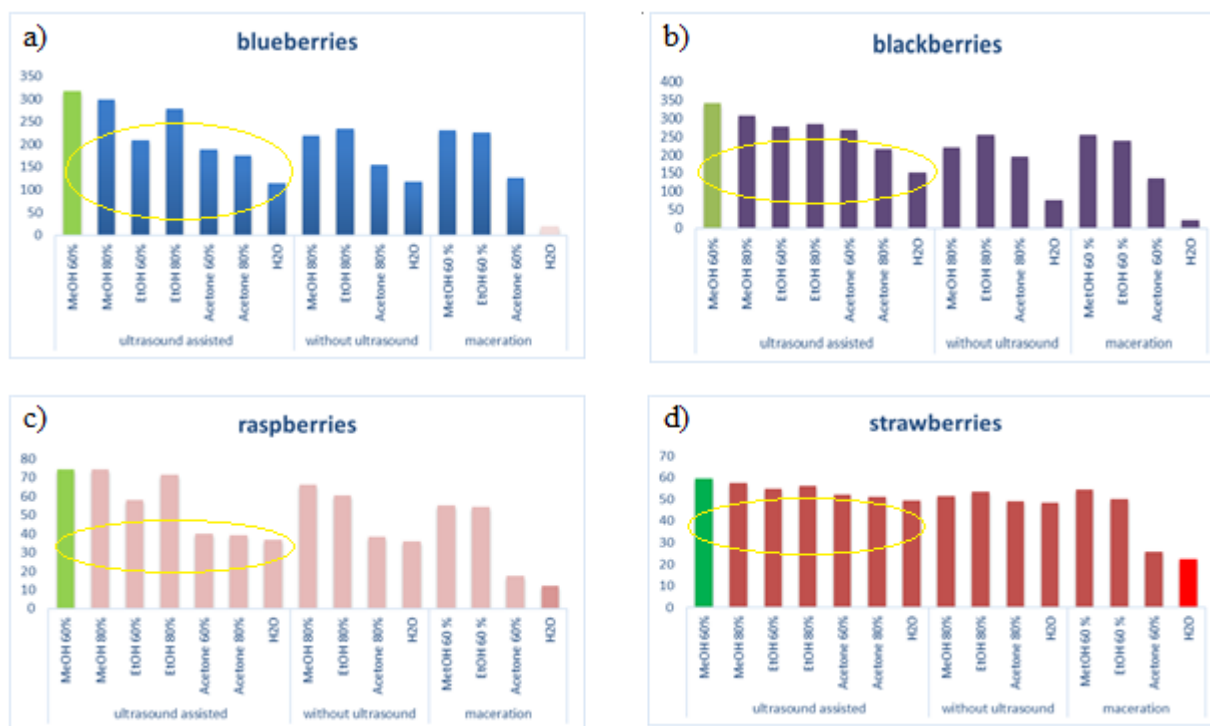 a)
blueberries
350
300
250
200
150
100
50
0
MeOH 60%
MeOH 80%
EtOH 60%
EtOH 80%
Acetone 60%
Acetone 80%
H2O
MeOH 80%
EtOH 80%
Acetone 80%
H2O
MetOH 60 %
EtOH 60 %
Acetone 60%
H2O
ultrasound assisted
without ultrasound
maceration
b)
blackberries
400
350
300
250
200
150
100
50
0
MeOH 60%
MeOH 80%
EtOH 60%
EtOH 80%
Acetone 60%
Acetone 80%
H2O
MeOH 80%
EtOH 80%
Acetone 80%
H2O
MetOH 60 %
EtOH 60 %
Acetone 60%
H2O
ultrasound assisted
without ultrasound
maceration
c)
raspberries
80
70
60
50
40
30
20
10
0
MeOH 60%
MeOH 80%
EtOH 60%
EtOH 80%
Acetone 60%
Acetone 80%
H2O
MeOH 80%
EtOH 80%
Acetone 80%
H2O
MetOH 60 %
EtOH 60 %
Acetone 60%
H2O
ultrasound assisted
without ultrasound
maceration
d)
strawberries
70
60
50
40
30
20
10
0
MeOH 60%
MeOH 80%
EtOH 60%
EtOH 80%
Acetone 60%
Acetone 80%
H2O
MeOH 80%
EtOH 80%
Acetone 80%
H2O
MetOH 60 %
EtOH 60 %
Acetone 60%
H2O
ultrasound assisted
without ultrasound
maceration